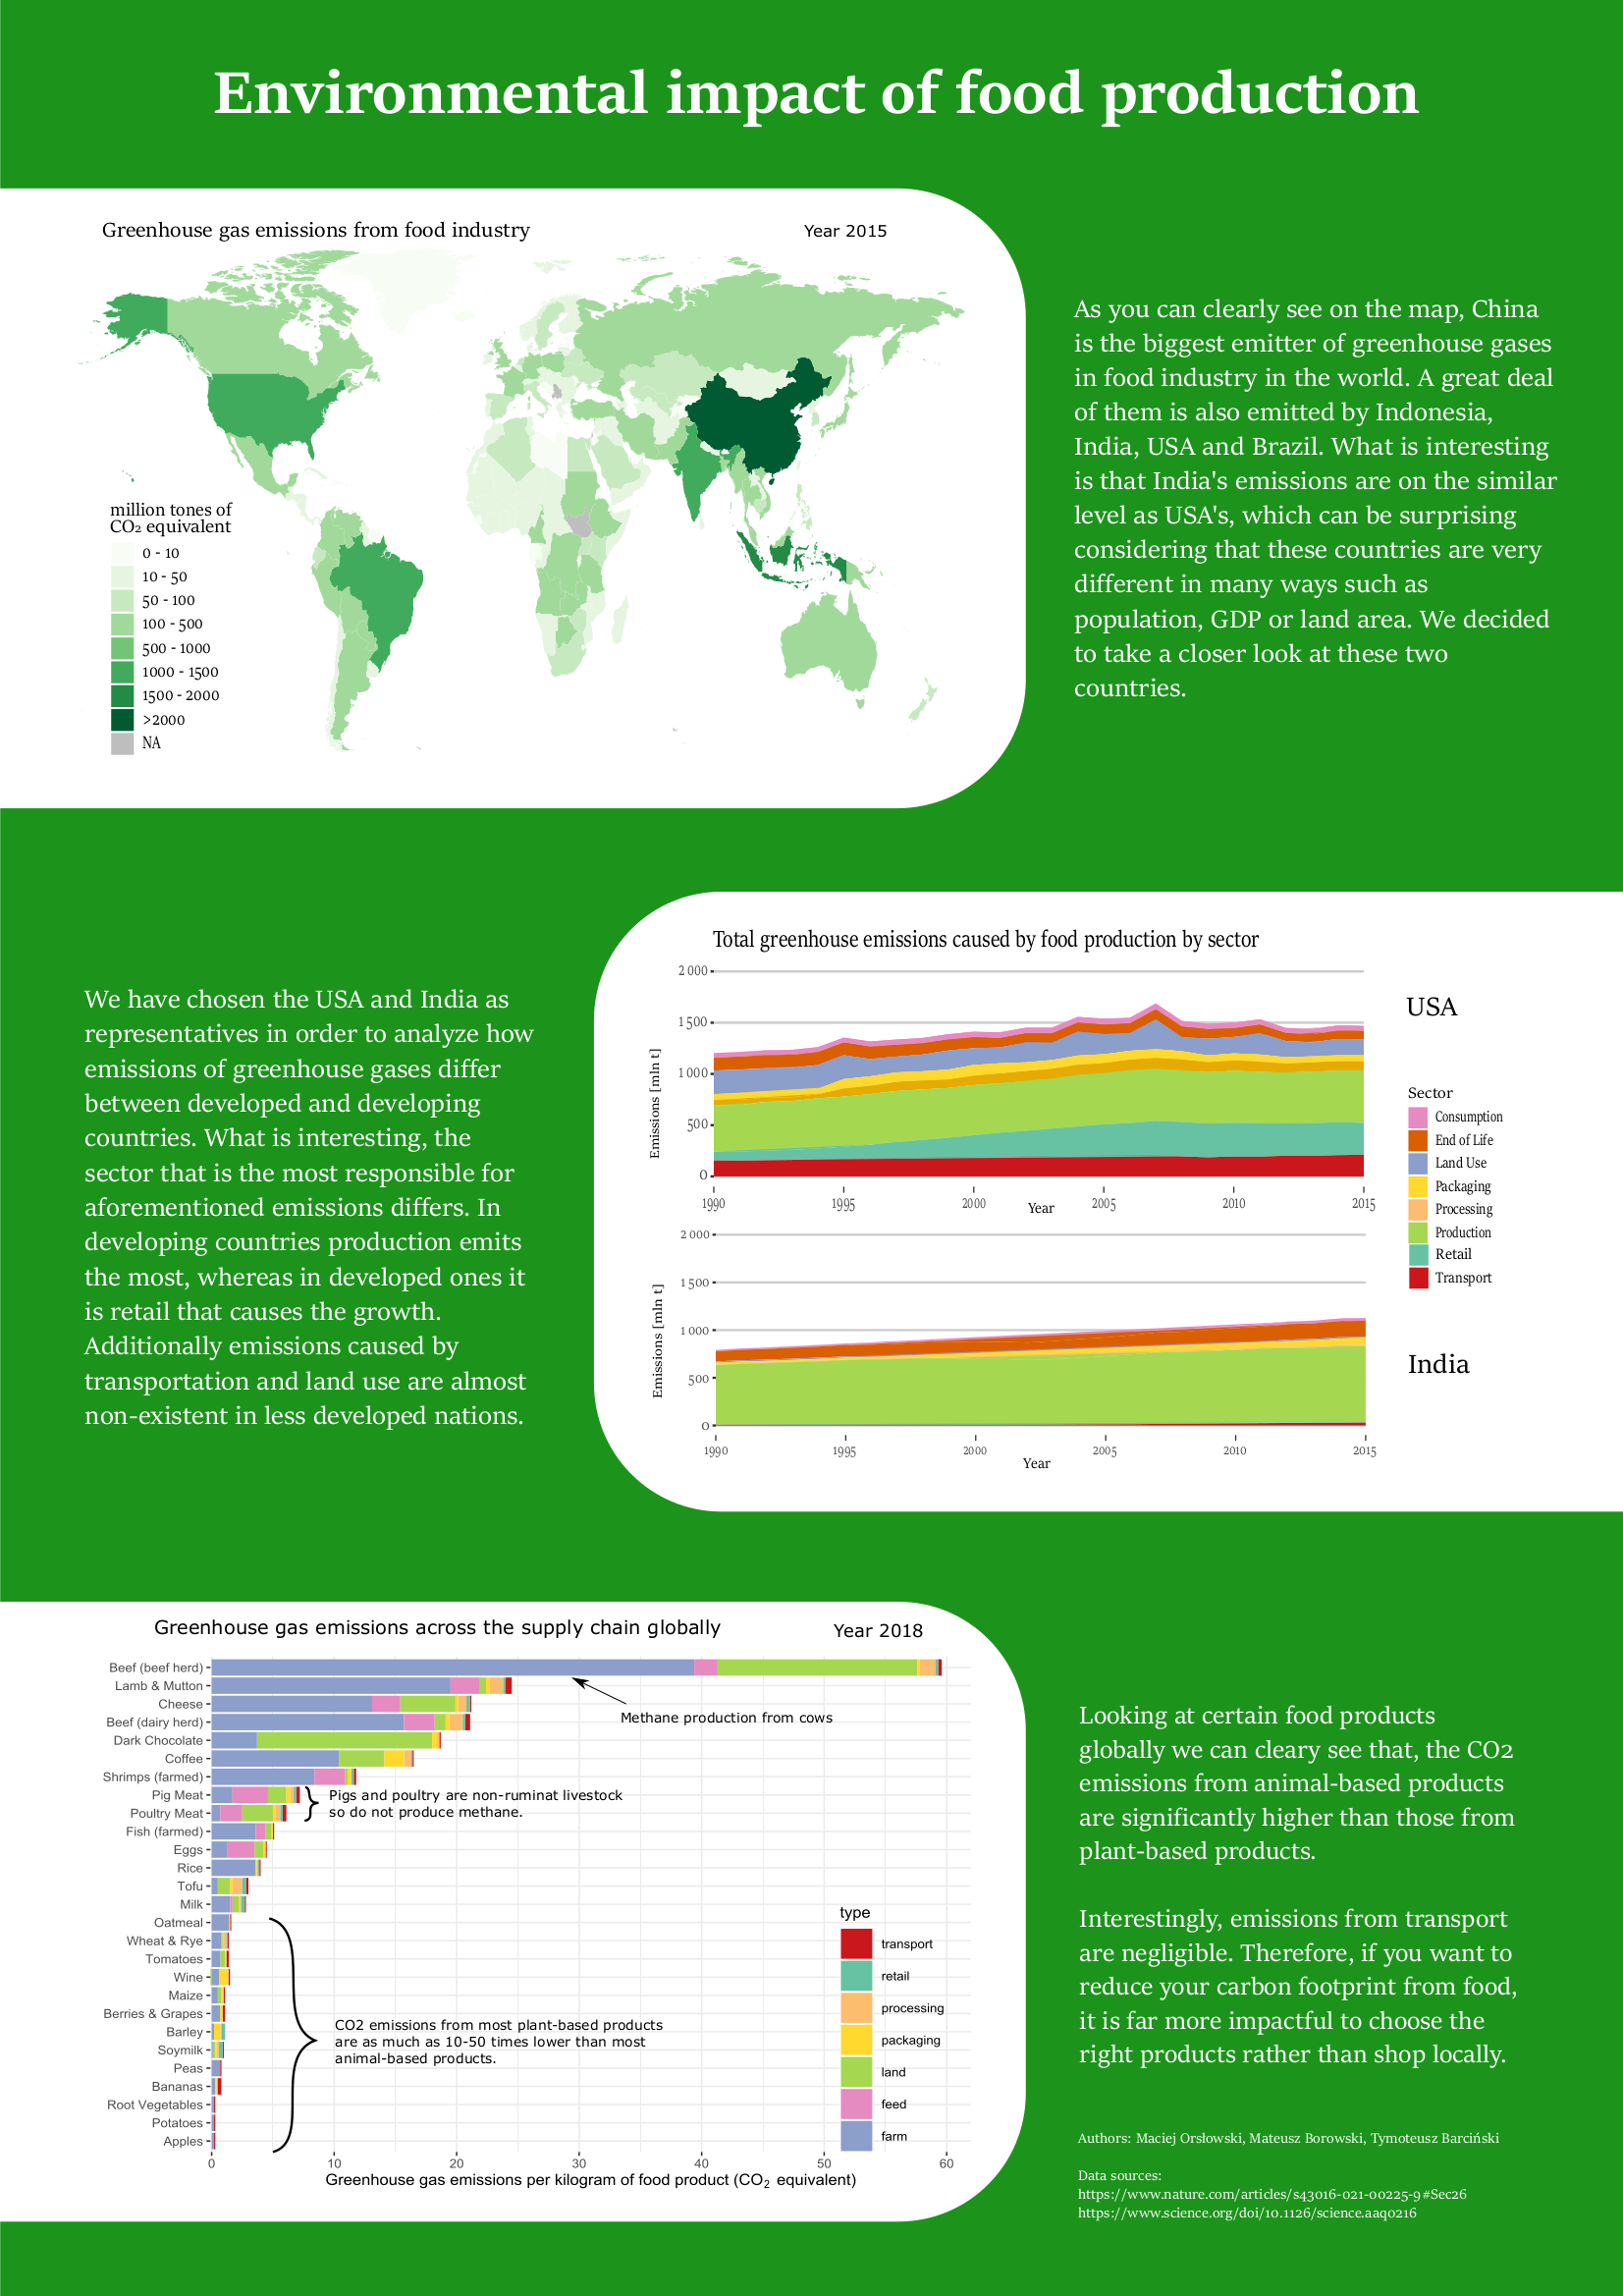 Environmental impact of food production
Greenhouse gas emissions from food industry
Year 2015
million tones of
CO₂ equivalent
0 - 10
10 - 50
50 - 100
100 - 500
500 - 1000
1000 - 1500
1500 - 2000
>2000
NA
As you can clearly see on the map, China
is the biggest emitter of greenhouse gases
in food industry in the world. A great deal
of them is also emitted by Indonesia,
India, USA and Brazil. What is interesting
is that India's emissions are on the similar
level as USA's, which can be surprising
considering that these countries are very
different in many ways such as
population, GDP or land area. We decided
to take a closer look at these two
countries.
We have chosen the USA and India as
representatives in order to analyze how
emissions of greenhouse gases differ
between developed and developing
countries. What is interesting, the
sector that is the most responsible for
aforementioned emissions differs. In
developing countries production emits
the most, whereas in developed ones it
is retail that causes the growth.
Additionally emissions caused by
transportation and land use are almost
non-existent in less developed nations.
Total greenhouse emissions caused by food production by sector
Emissions [mln t]
2 000
1 500
1 000
500
0
1990 1995 2000 2005 2010 2015
Year
USA
Sector
Consumption
End of Life
Land Use
Packaging
Processing
Production
Retail
Transport
Emissions [mln t]
2 000
1 500
1 000
500
0
1990 1995 2000 2005 2010 2015
Year
India
Greenhouse gas emissions across the supply chain globally
Year 2018
Beef (beef herd)
Lamb & Mutton
Cheese
Beef (dairy herd)
Dark Chocolate
Coffee
Shrimps (farmed)
Pig Meat
Poultry Meat
Fish (farmed)
Eggs
Rice
Tofu
Milk
Oatmeal
Wheat & Rye
Tomatoes
Wine
Maize
Berries & Grapes
Barley
Soymilk
Peas
Bananas
Root Vegetables
Potatoes
Apples
Methane production from cows
Pigs and poultry are non-ruminat livestock
so do not produce methane.
CO2 emissions from most plant-based products
are as much as 10-50 times lower than most
animal-based products.
type
transport
retail
processing
packaging
land
feed
farm
0 10 20 30 40 50 60
Greenhouse gas emissions per kilogram of food product (CO₂ equivalent)
Looking at certain food products
globally we can cleary see that, the CO2
emissions from animal-based products
are significantly higher than those from
plant-based products.
Interestingly, emissions from transport
are negligible. Therefore, if you want to
reduce your carbon footprint from food,
it is far more impactful to choose the
right products rather than shop locally.
Authors: Maciej Orsłowski, Mateusz Borowski, Tymoteusz Barciński
Data sources:
https://www.nature.com/articles/s43016-021-00225-9#Sec26
https://www.science.org/doi/10.1126/science.aaq0216